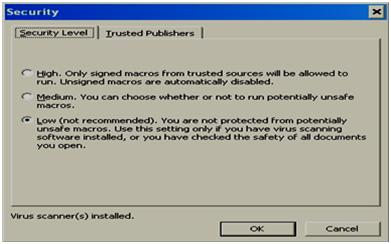 Security
Security Level
Trusted Publishers
High. Only signed macros from trusted sources will be allowed to
run. Unsigned macros are automatically disabled.
Medium. You can choose whether or not to run potentially unsafe
macros.
Low (not recommended). You are not protected from potentially
unsafe macros. Use this setting only if you have virus scanning
software installed, or you have checked the safety of all documents
you open.
Virus scanner(s) installed.
OK
Cancel